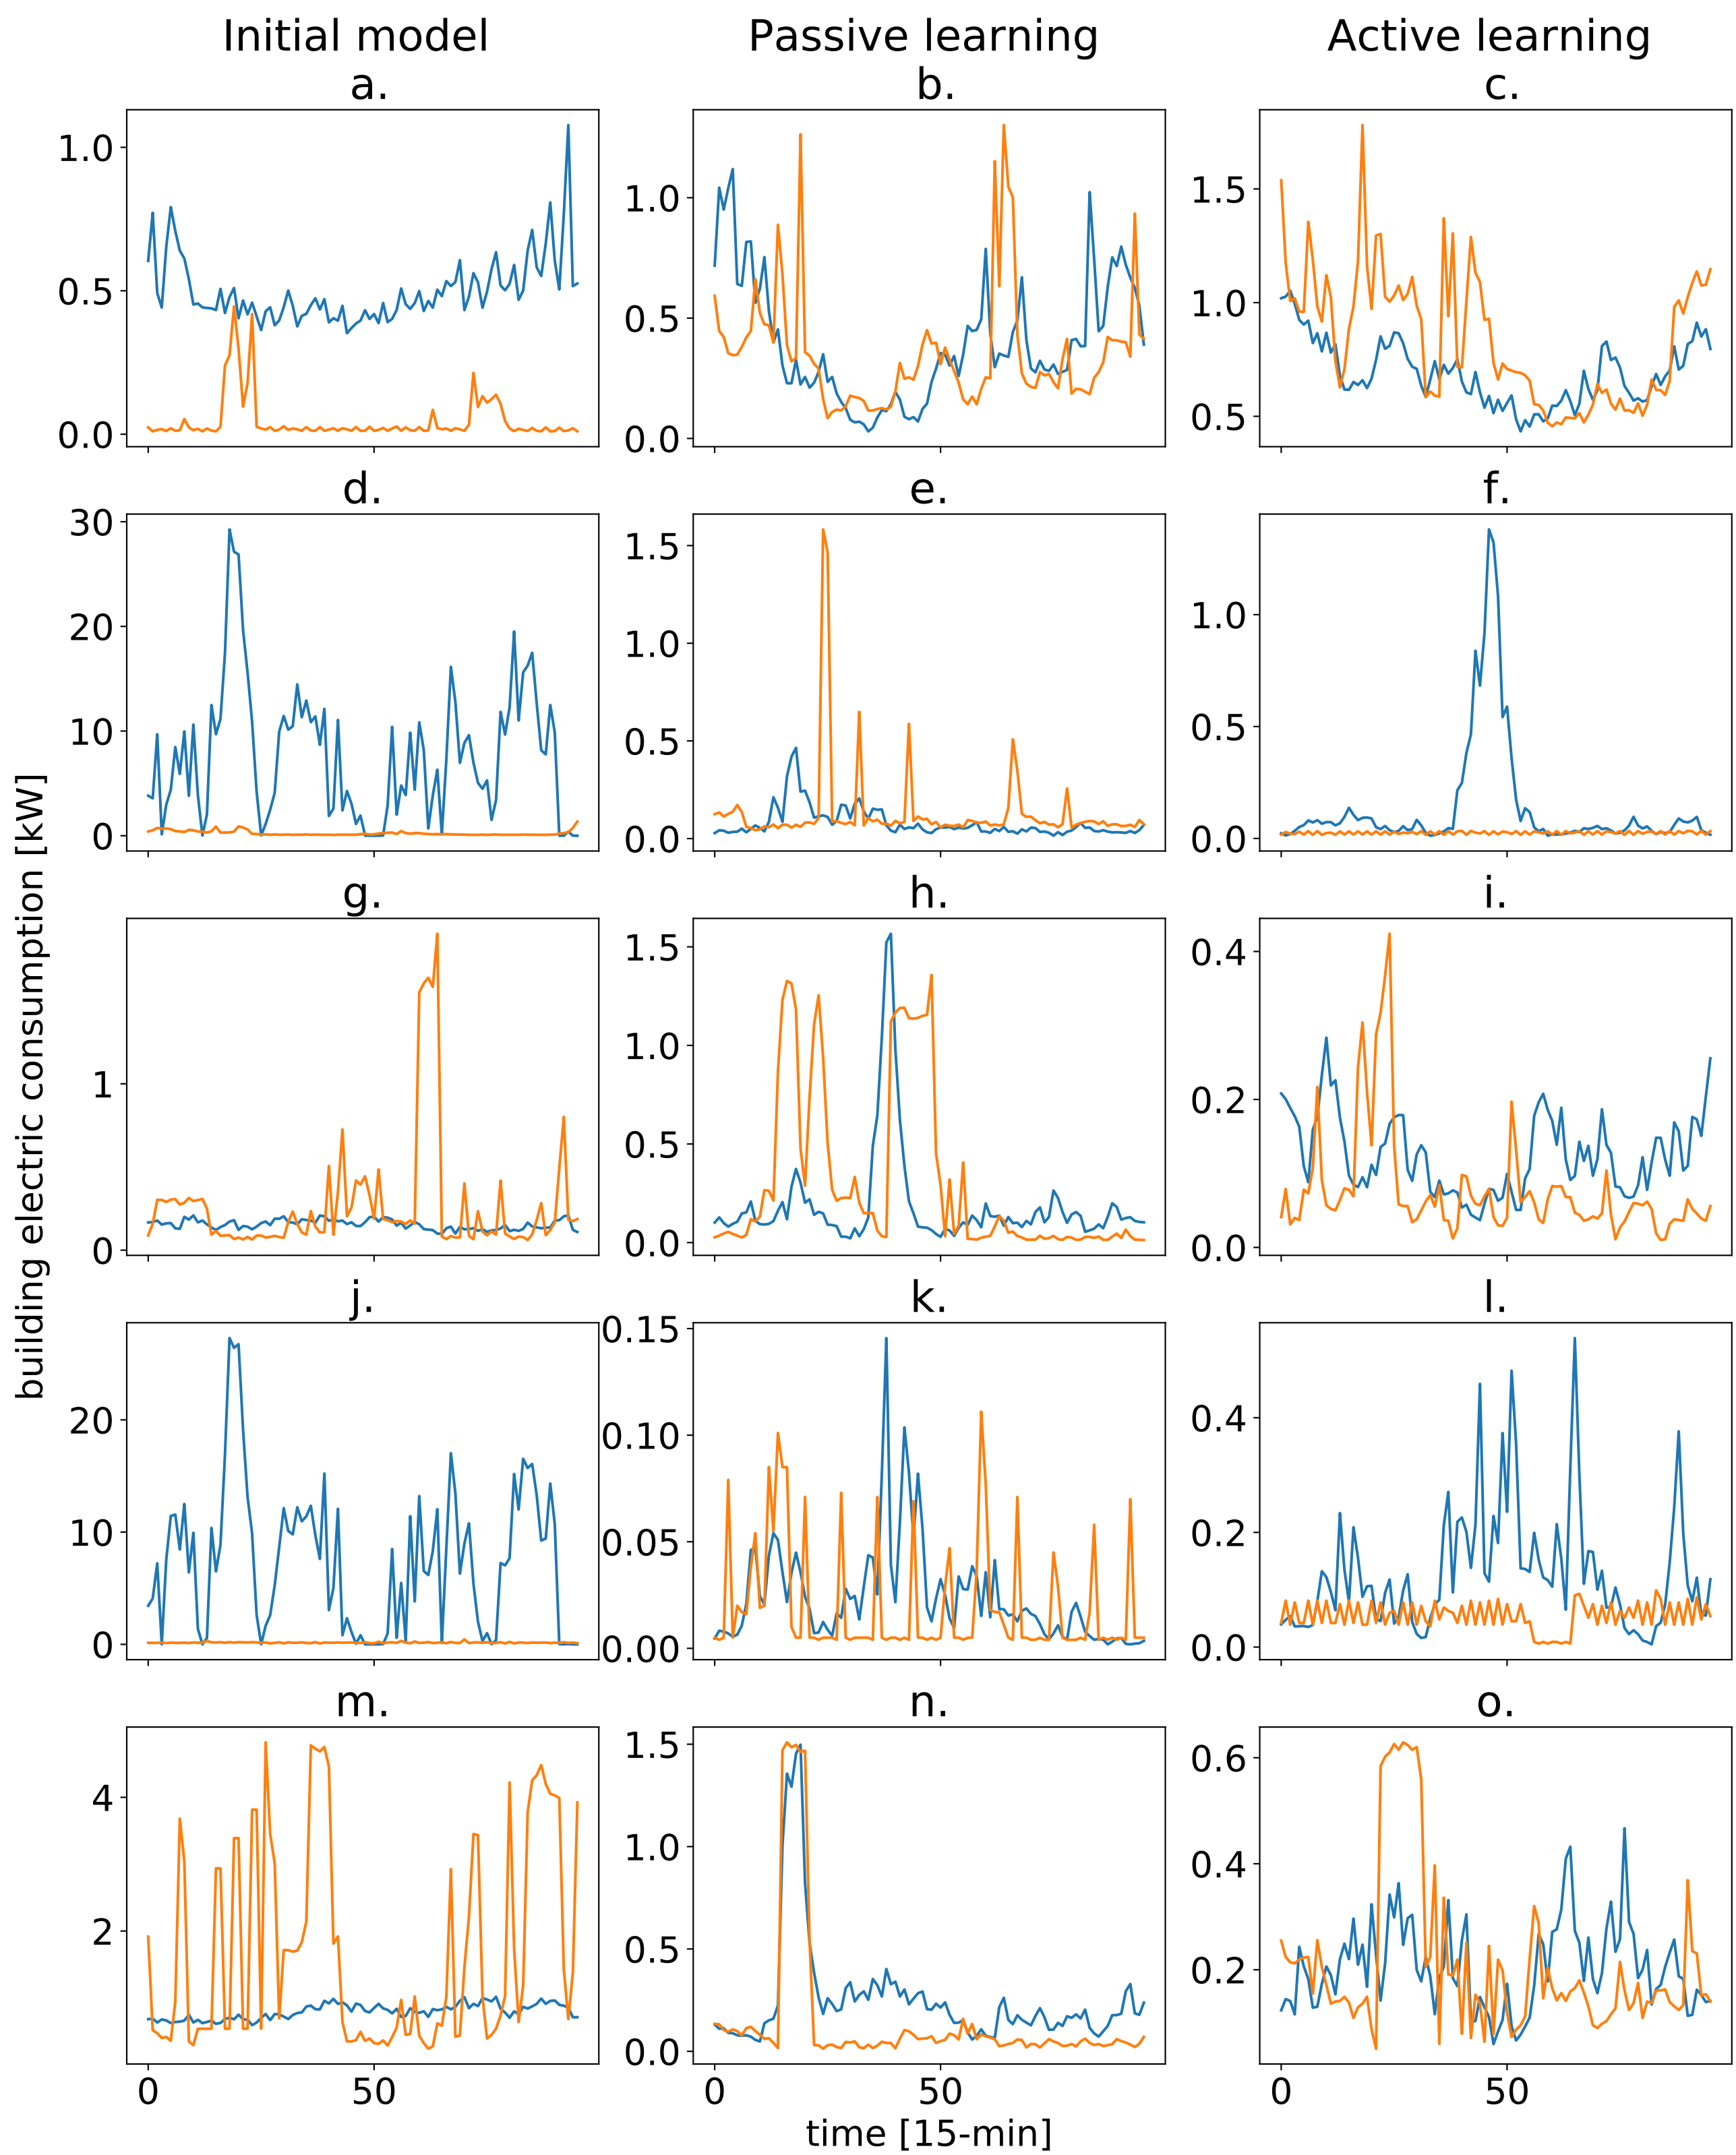 Initial model Passive learning Active learning
a. b. c.
1.0 0.5 0.0
1.0 0.5 0.0
1.5 1.0 0.5
d. e. f.
30 20 10 0
1.5 1.0 0.5 0.0
1.0 0.5 0.0
building electric consumption [kW]
g. h. i.
1 0
1.5 1.0 0.5 0.0
0.4 0.2 0.0
j. k. l.
20 10 0
0.15 0.10 0.05 0.00
0.4 0.2 0.0
m. n. o.
4 2
1.5 1.0 0.5 0.0
0.6 0.4 0.2
0 50 0 50 0 50
time [15-min]